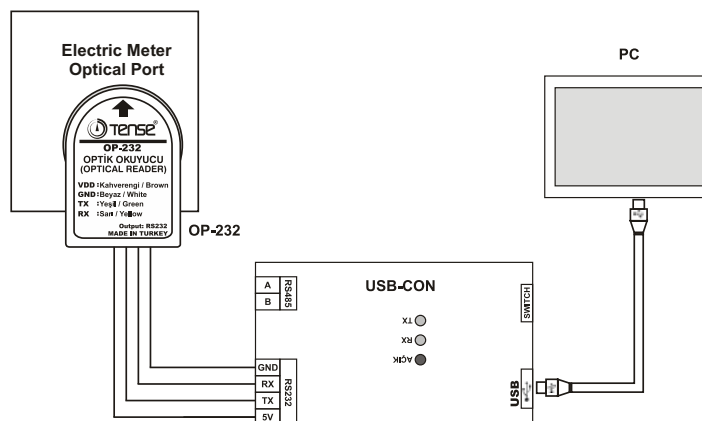 Electric Meter
Optical Port
TENSE®
OP-232
OPTİK OKUYUCU
(OPTICAL READER)
VDD :Kahverengi / Brown
GND :Beyaz / White
TX :Yeşil / Green
RX :Sarı / Yellow
Output: RS232
MADE IN TURKEY
OP-232
PC
USB-CON
A
B
RS485
SWITCH
TX
RX
AÇIK
GND
RX
TX
5V
RS232
USB